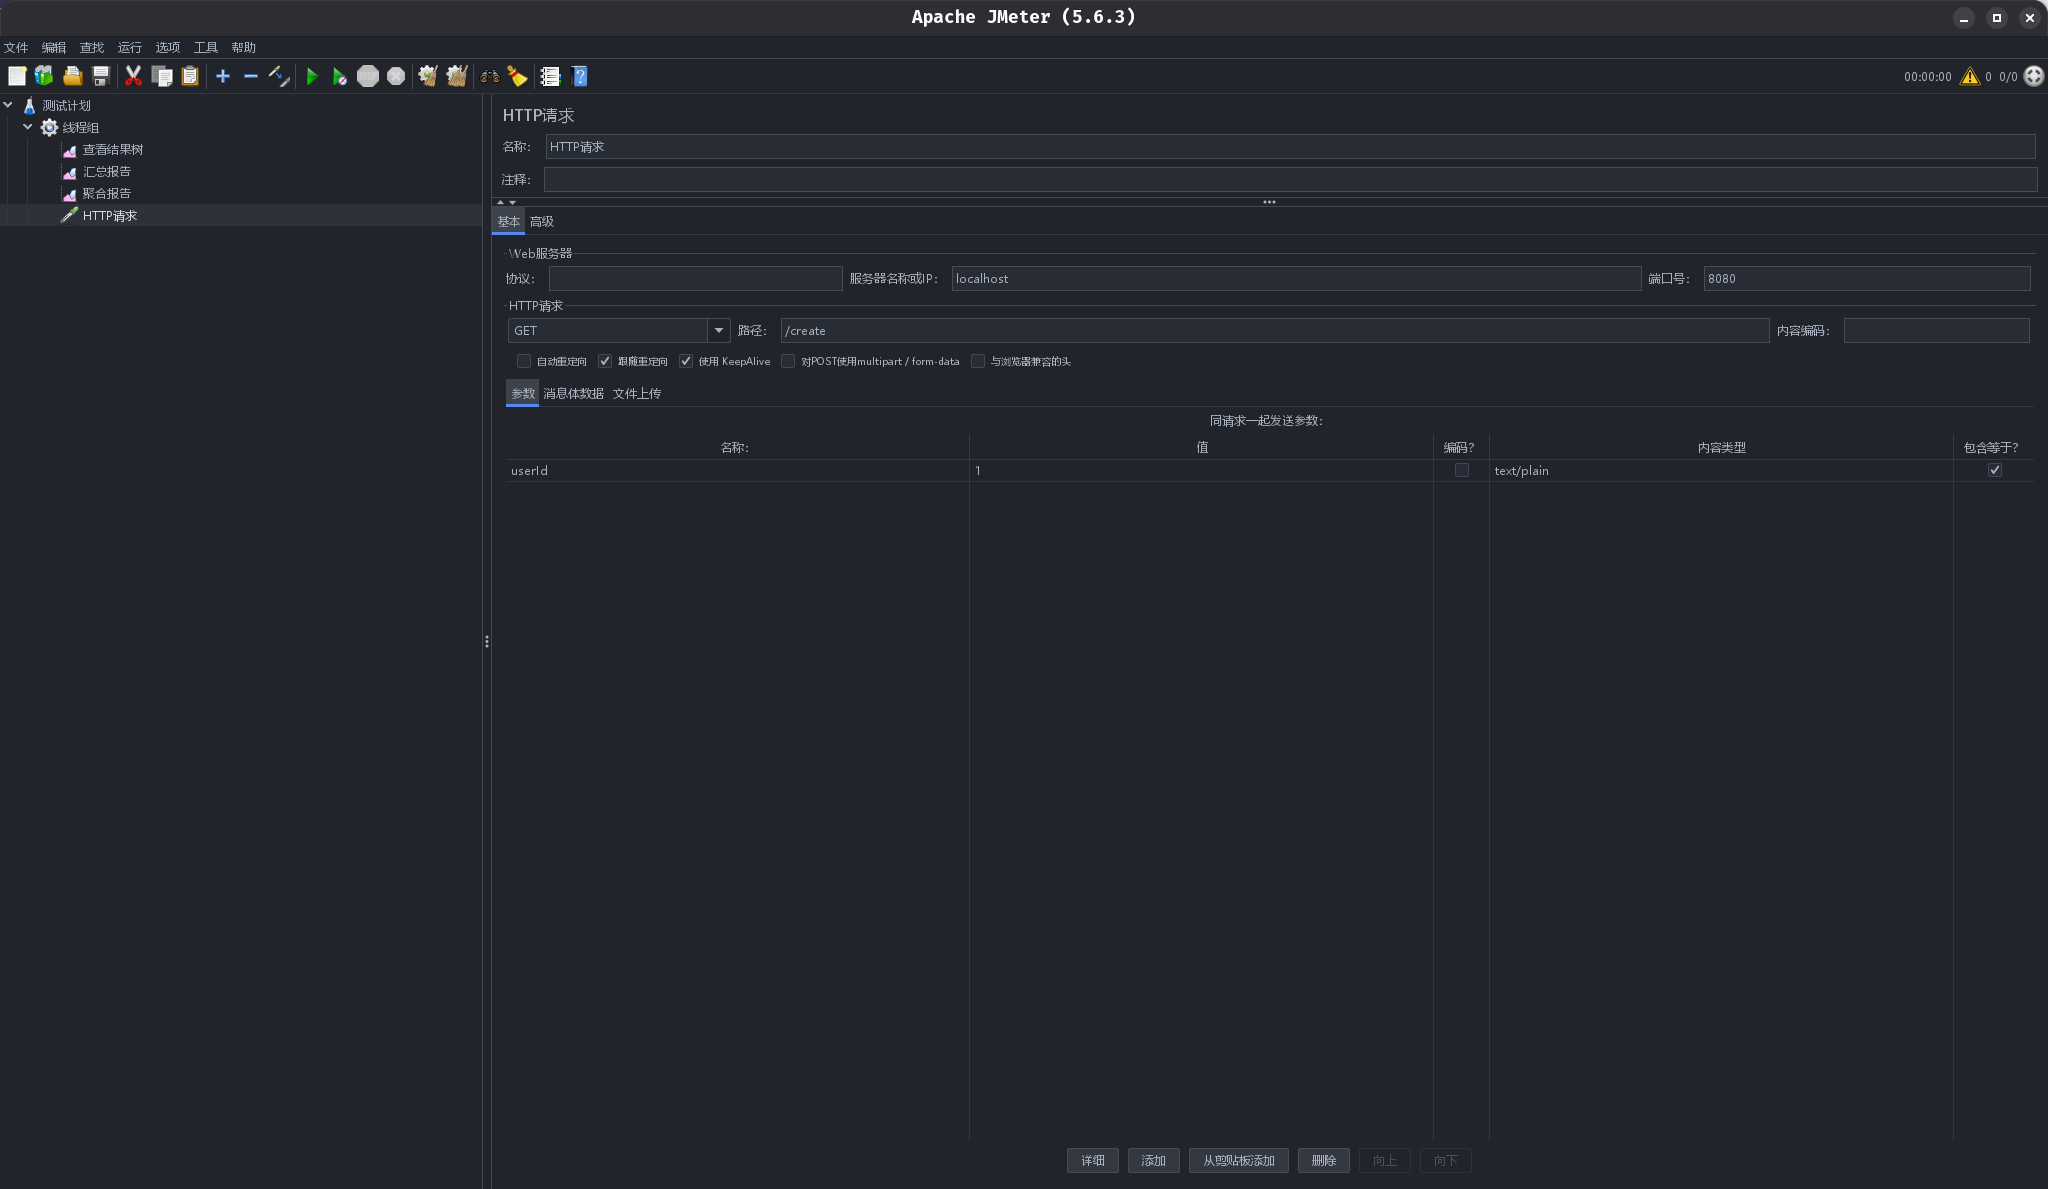 Apache JMeter (5.6.3)
文件 编辑 查找 运行 选项 工具 帮助
00:00:00 0 0/0
测试计划
线程组
查看结果树
汇总报告
聚合报告
HTTP请求
HTTP请求
名称: HTTP请求
注释:
基本 高级
Web服务器
协议: 服务器名称或IP: localhost 端口号: 8080
HTTP请求
GET 路径: /create 内容编码:
自动重定向 跟随重定向 使用 KeepAlive 对POST使用multipart / form-data 与浏览器兼容的头
参数 消息体数据 文件上传
同请求一起发送参数:
名称: 值 编码? 内容类型 包含等于?
userId 1 text/plain
详细 添加 从剪贴板添加 删除 向上 向下